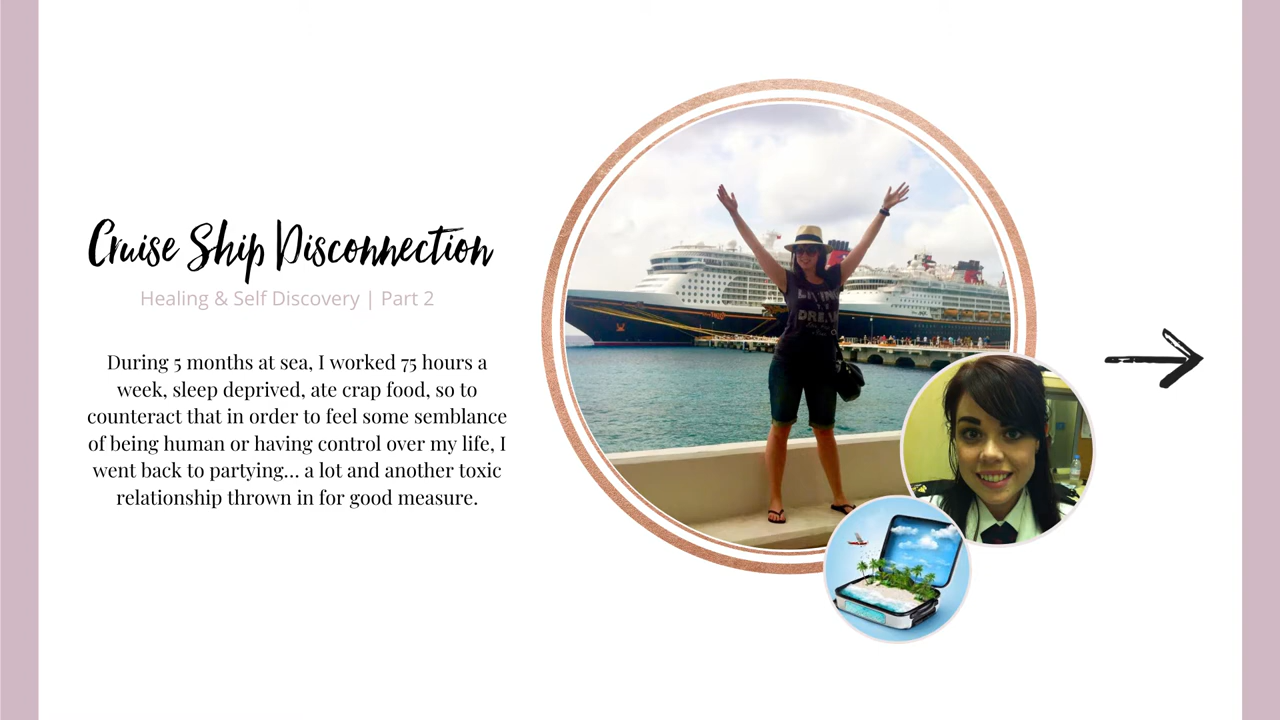 Cruise Ship Disconnection
Healing & Self Discovery | Part 2
During 5 months at sea, I worked 75 hours a
week, sleep deprived, ate crap food, so to
counteract that in order to feel some semblance
of being human or having control over my life, I
went back to partying... a lot and another toxic
relationship thrown in for good measure.
LIVING
DREAM